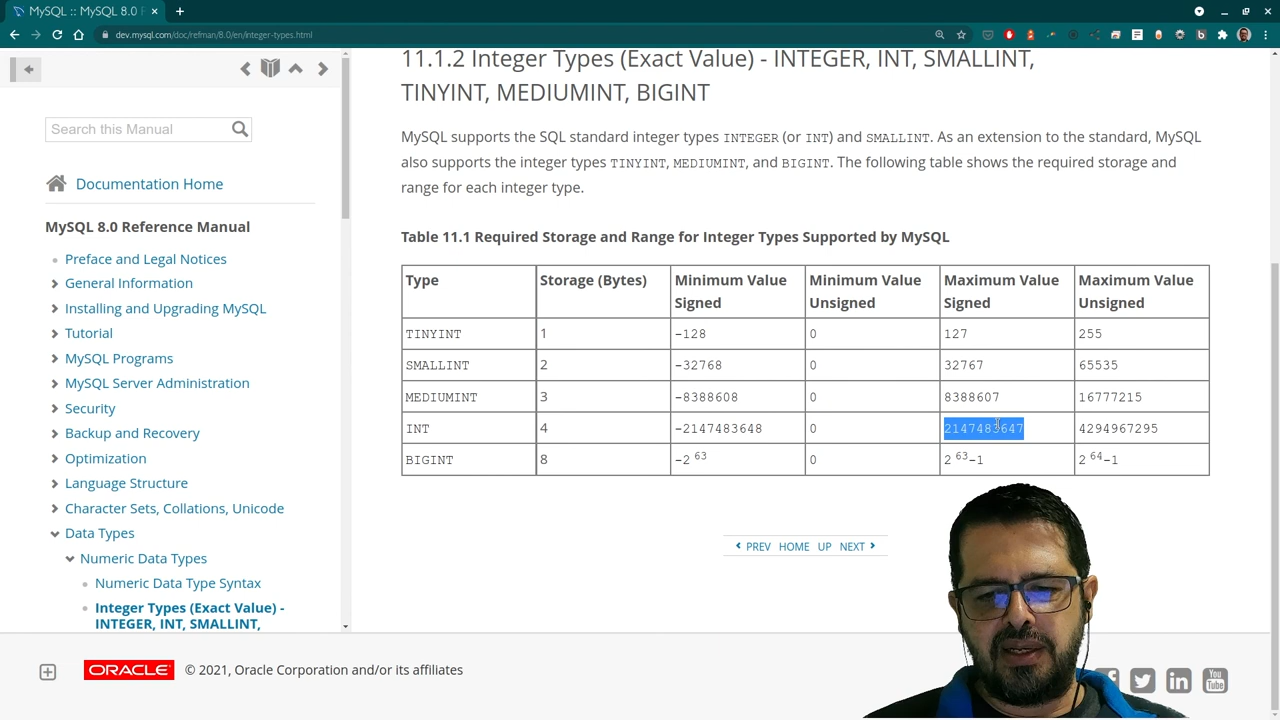 MySQL :: MySQL 8.0 F
dev.mysql.com/doc/refman/8.0/en/integer-types.html
Search this Manual
Documentation Home
MySQL 8.0 Reference Manual
Preface and Legal Notices
General Information
Installing and Upgrading MySQL
Tutorial
MySQL Programs
MySQL Server Administration
Security
Backup and Recovery
Optimization
Language Structure
Character Sets, Collations, Unicode
Data Types
Numeric Data Types
Numeric Data Type Syntax
Integer Types (Exact Value) -
INTEGER, INT, SMALLINT,
11.1.2 Integer Types (Exact Value) - INTEGER, INT, SMALLINT,
TINYINT, MEDIUMINT, BIGINT
MySQL supports the SQL standard integer types INTEGER (or INT) and SMALLINT. As an extension to the standard, MySQL
also supports the integer types TINYINT, MEDIUMINT, and BIGINT. The following table shows the required storage and
range for each integer type.
Table 11.1 Required Storage and Range for Integer Types Supported by MySQL
Type Storage (Bytes) Minimum Value Signed Minimum Value Unsigned Maximum Value Signed Maximum Value Unsigned
TINYINT 1 -128 0 127 255
SMALLINT 2 -32768 0 32767 65535
MEDIUMINT 3 -8388608 0 8388607 16777215
INT 4 -2147483648 0 2147483647 4294967295
BIGINT 8 -2^63 0 2^63-1 2^64-1
PREV HOME UP NEXT
ORACLE © 2021, Oracle Corporation and/or its affiliates
You Tube